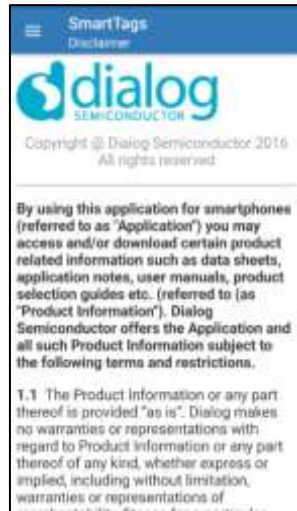 SmartTags
Disclaimer
dialog
SEMICONDUCTOR
Copyright @ Dialog Semiconductor 2016
All rights reserved
By using this application for smartphones
(referred to as "Application") you may
access and/or download certain product
related information such as data sheets,
application notes, user manuals, product
selection guides etc. (referred to (as
"Product Information"). Dialog
Semiconductor offers the Application and
all such Product Information subject to
the following terms and restrictions.
1.1 The Product Information or any part
thereof is provided "as is". Dialog makes
no warranties or representations with
regard to Product Information or any part
thereof of any kind, whether express or
implied, including without limitation,
warranties or representations of